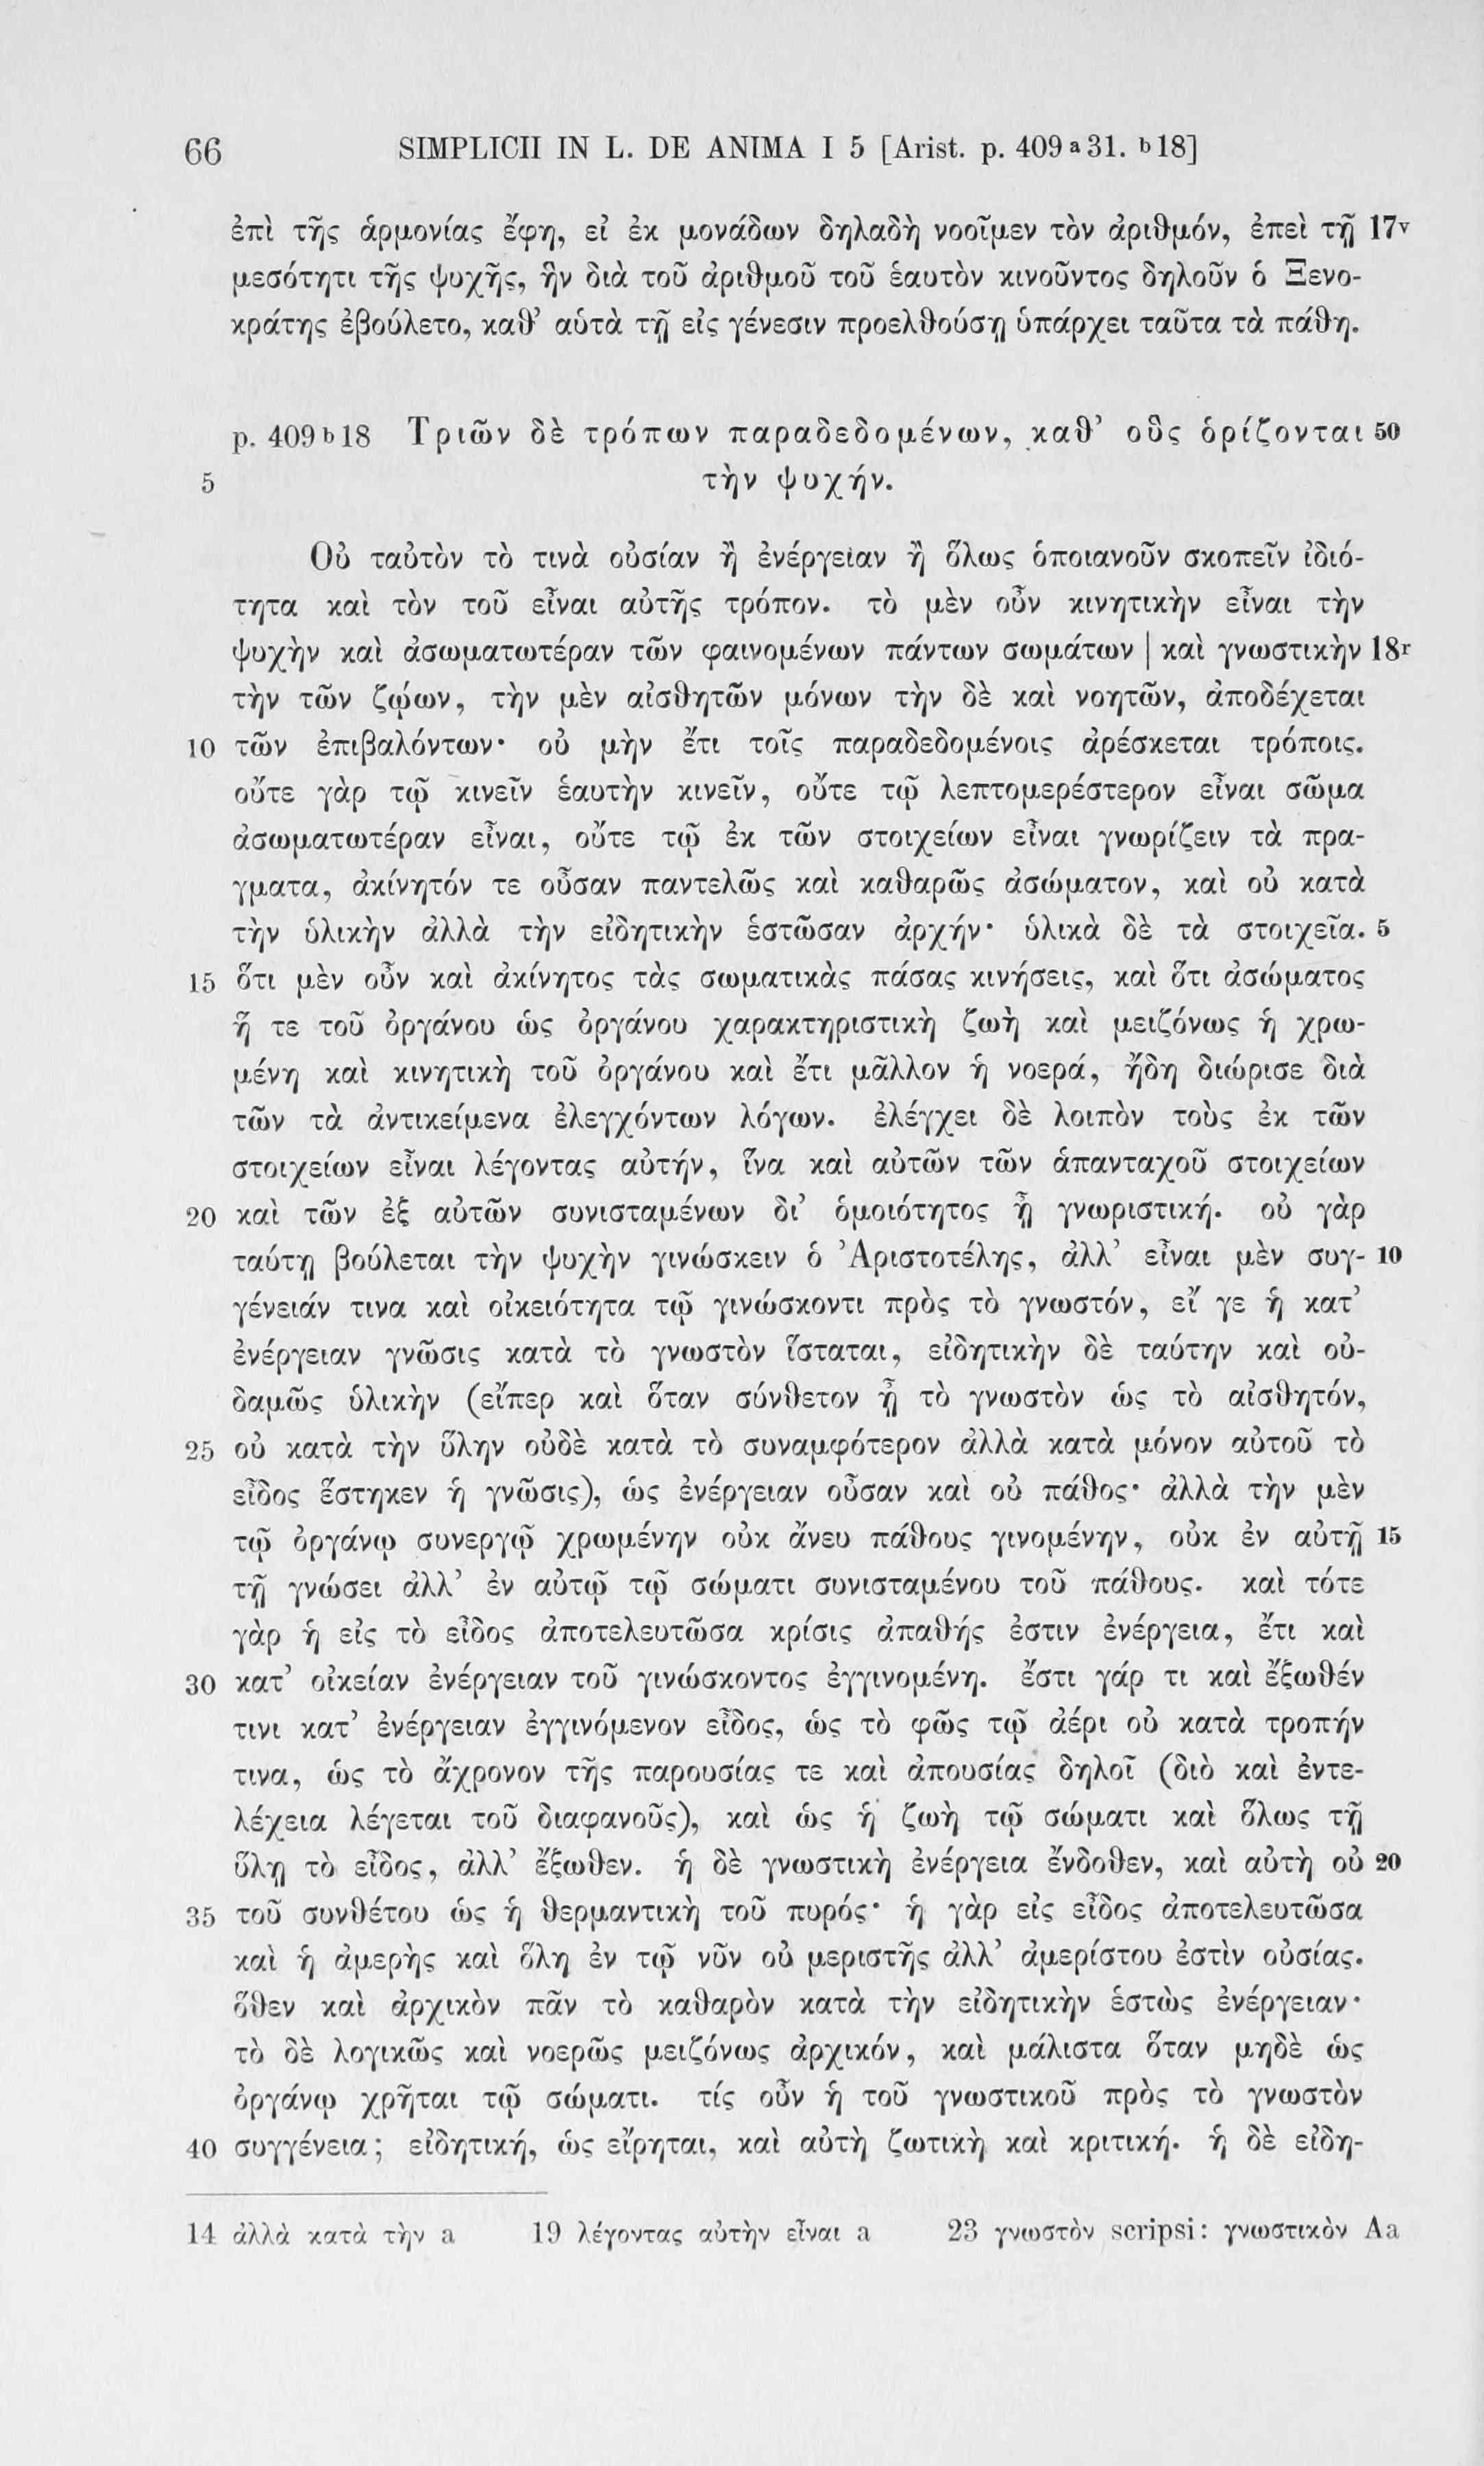 66 SIMPLICII IN L. DE ANIMA I 5 [Arist. p. 409 a 31. b 18]
ἐπὶ τῆς ἁρμονίας ἔφη, εἰ ἐκ μονάδων δηλαδὴ νοοῖμεν τὸν ἀριθμόν, ἐπεὶ τῇ 17v
μεσότητι τῆς ψυχῆς, ἣν διὰ τοῦ ἀριθμοῦ τοῦ ἑαυτὸν κινοῦντος δηλοῦν ὁ Ξενο-
κράτης ἐβούλετο, καθ’ αὑτὰ τῇ εἰς γένεσιν προελθούσῃ ὑπάρχει ταῦτα τὰ πάθη.
p. 409 b 18 Τριῶν δὲ τρόπων παραδεδομένων, καθ’ οὓς ὁρίζονται 50
5 τὴν ψυχήν.
Οὐ ταὐτὸν τὸ τινὰ οὐσίαν ἢ ἐνέργειαν ἢ ὅλως ὁποιανοῦν σκοπεῖν ἰδιό-
τητα καὶ τὸν τοῦ εἶναι αὐτῆς τρόπον. τὸ μὲν οὖν κινητικὴν εἶναι τὴν
ψυχὴν καὶ ἀσωματωτέραν τῶν φαινομένων πάντων σωμάτων | καὶ γνωστικὴν 18r
τὴν τῶν ζῴων, τὴν μὲν αἰσθητῶν μόνων τὴν δὲ καὶ νοητῶν, ἀποδέχεται
10 τῶν ἐπιβαλόντων· οὐ μὴν ἔτι τοῖς παραδεδομένοις ἀρέσκεται τρόποις.
οὔτε γὰρ τῷ κινεῖν ἑαυτὴν κινεῖν, οὔτε τῷ λεπτομερέστερον εἶναι σῶμα
ἀσωματωτέραν εἶναι, οὔτε τῷ ἐκ τῶν στοιχείων εἶναι γνωρίζειν τὰ πρα-
γματα, ἀκίνητόν τε οὖσαν παντελῶς καὶ καθαρῶς ἀσώματον, καὶ οὐ κατὰ
τὴν ὑλικὴν ἀλλὰ τὴν εἰδητικὴν ἑστῶσαν ἀρχήν· ὑλικὰ δὲ τὰ στοιχεῖα. 5
15 ὅτι μὲν οὖν καὶ ἀκίνητος τὰς σωματικὰς πάσας κινήσεις, καὶ ὅτι ἀσώματος
ἥ τε τοῦ ὀργάνου ὡς ὀργάνου χαρακτηριστικὴ ζωὴ καὶ μειζόνως ἡ χρω-
μένη καὶ κινητικὴ τοῦ ὀργάνου καὶ ἔτι μᾶλλον ἡ νοερά, ἤδη διώρισε διὰ
τῶν τὰ ἀντικείμενα ἐλεγχόντων λόγων. ἐλέγχει δὲ λοιπὸν τοὺς ἐκ τῶν
στοιχείων εἶναι λέγοντας αὐτήν, ἵνα καὶ αὐτῶν τῶν ἁπανταχοῦ στοιχείων
20 καὶ τῶν ἐξ αὐτῶν συνισταμένων δι’ ὁμοιότητος ᾖ γνωριστική. οὐ γὰρ
ταύτῃ βούλεται τὴν ψυχὴν γινώσκειν ὁ Ἀριστοτέλης, ἀλλ’ εἶναι μὲν συγ- 10
γένειάν τινα καὶ οἰκειότητα τῷ γινώσκοντι πρὸς τὸ γνωστόν, εἴ γε ἡ κατ’
ἐνέργειαν γνῶσις κατὰ τὸ γνωστὸν ἵσταται, εἰδητικὴν δὲ ταύτην καὶ οὐ-
δαμῶς ὑλικὴν (εἴπερ καὶ ὅταν σύνθετον ᾖ τὸ γνωστὸν ὡς τὸ αἰσθητόν,
25 οὐ κατὰ τὴν ὕλην οὐδὲ κατὰ τὸ συναμφότερον ἀλλὰ κατὰ μόνον αὐτοῦ τὸ
εἶδος ἕστηκεν ἡ γνῶσις), ὡς ἐνέργειαν οὖσαν καὶ οὐ πάθος· ἀλλὰ τὴν μὲν
τῷ ὀργάνῳ συνεργῷ χρωμένην οὐκ ἄνευ πάθους γινομένην, οὐκ ἐν αὐτῇ 15
τῇ γνώσει ἀλλ’ ἐν αὐτῷ τῷ σώματι συνισταμένου τοῦ πάθους. καὶ τότε
γὰρ ἡ εἰς τὸ εἶδος ἀποτελευτῶσα κρίσις ἀπαθής ἐστιν ἐνέργεια, ἔτι καὶ
30 κατ’ οἰκείαν ἐνέργειαν τοῦ γινώσκοντος ἐγγινομένη. ἔστι γάρ τι καὶ ἔξωθέν
τινι κατ’ ἐνέργειαν ἐγγινόμενον εἶδος, ὡς τὸ φῶς τῷ ἀέρι οὐ κατὰ τροπήν
τινα, ὡς τὸ ἄχρονον τῆς παρουσίας τε καὶ ἀπουσίας δηλοῖ (διὸ καὶ ἐντε-
λέχεια λέγεται τοῦ διαφανοῦς), καὶ ὡς ἡ ζωὴ τῷ σώματι καὶ ὅλως τῇ
ὕλῃ τὸ εἶδος, ἀλλ’ ἔξωθεν. ἡ δὲ γνωστικὴ ἐνέργεια ἔνδοθεν, καὶ αὐτὴ οὐ 20
35 τοῦ συνθέτου ὡς ἡ θερμαντικὴ τοῦ πυρός· ἡ γὰρ εἰς εἶδος ἀποτελευτῶσα
καὶ ἡ ἀμερὴς καὶ ὅλη ἐν τῷ νῦν οὐ μεριστῆς ἀλλ’ ἀμερίστου ἐστὶν οὐσίας.
ὅθεν καὶ ἀρχικὸν πᾶν τὸ καθαρὸν κατὰ τὴν εἰδητικὴν ἑστὼς ἐνέργειαν·
τὸ δὲ λογικῶς καὶ νοερῶς μειζόνως ἀρχικόν, καὶ μάλιστα ὅταν μηδὲ ὡς
ὀργάνῳ χρῆται τῷ σώματι. τίς οὖν ἡ τοῦ γνωστικοῦ πρὸς τὸ γνωστὸν
40 συγγένεια; εἰδητική, ὡς εἴρηται, καὶ αὐτὴ ζωτικὴ καὶ κριτική. ἡ δὲ εἰδη-
14 ἀλλὰ κατὰ τὴν a 19 λέγοντας αὐτὴν εἶναι a 23 γνωστὸν scripsi: γνωστικὸν Aa